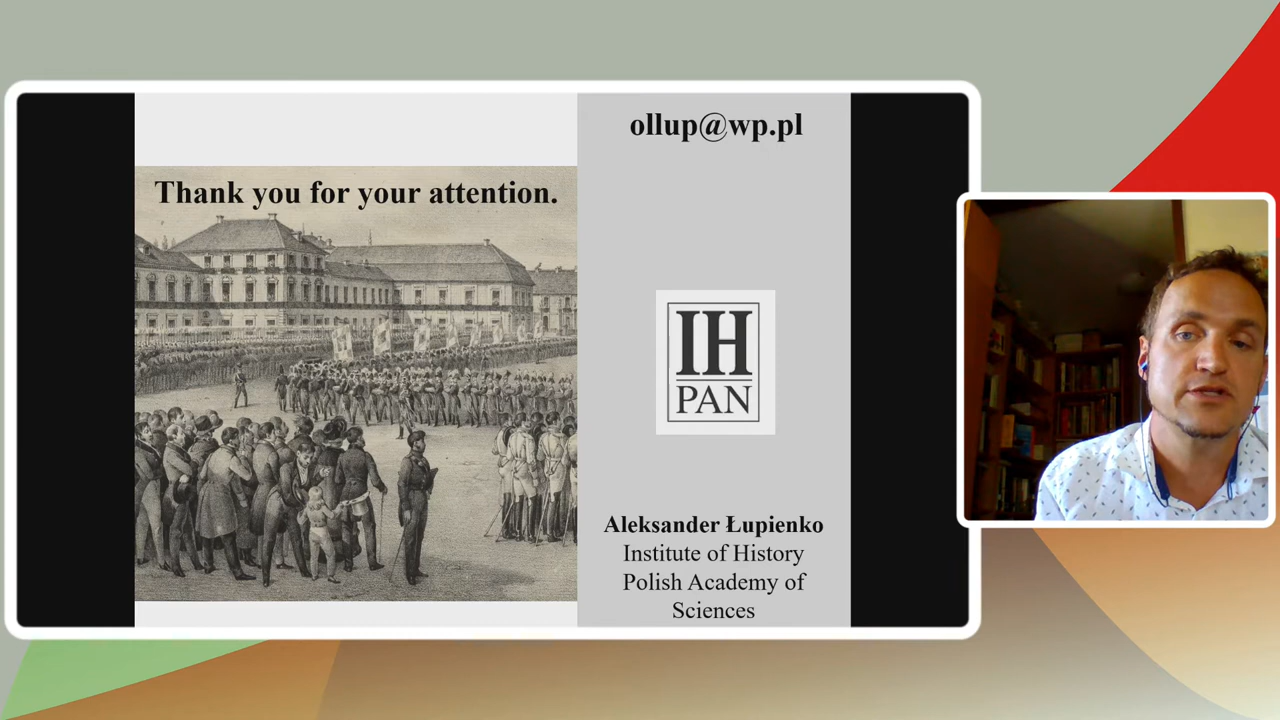 Thank you for your attention.
ollup@wp.pl
IH
PAN
Aleksander Łupienko
Institute of History
Polish Academy of
Sciences